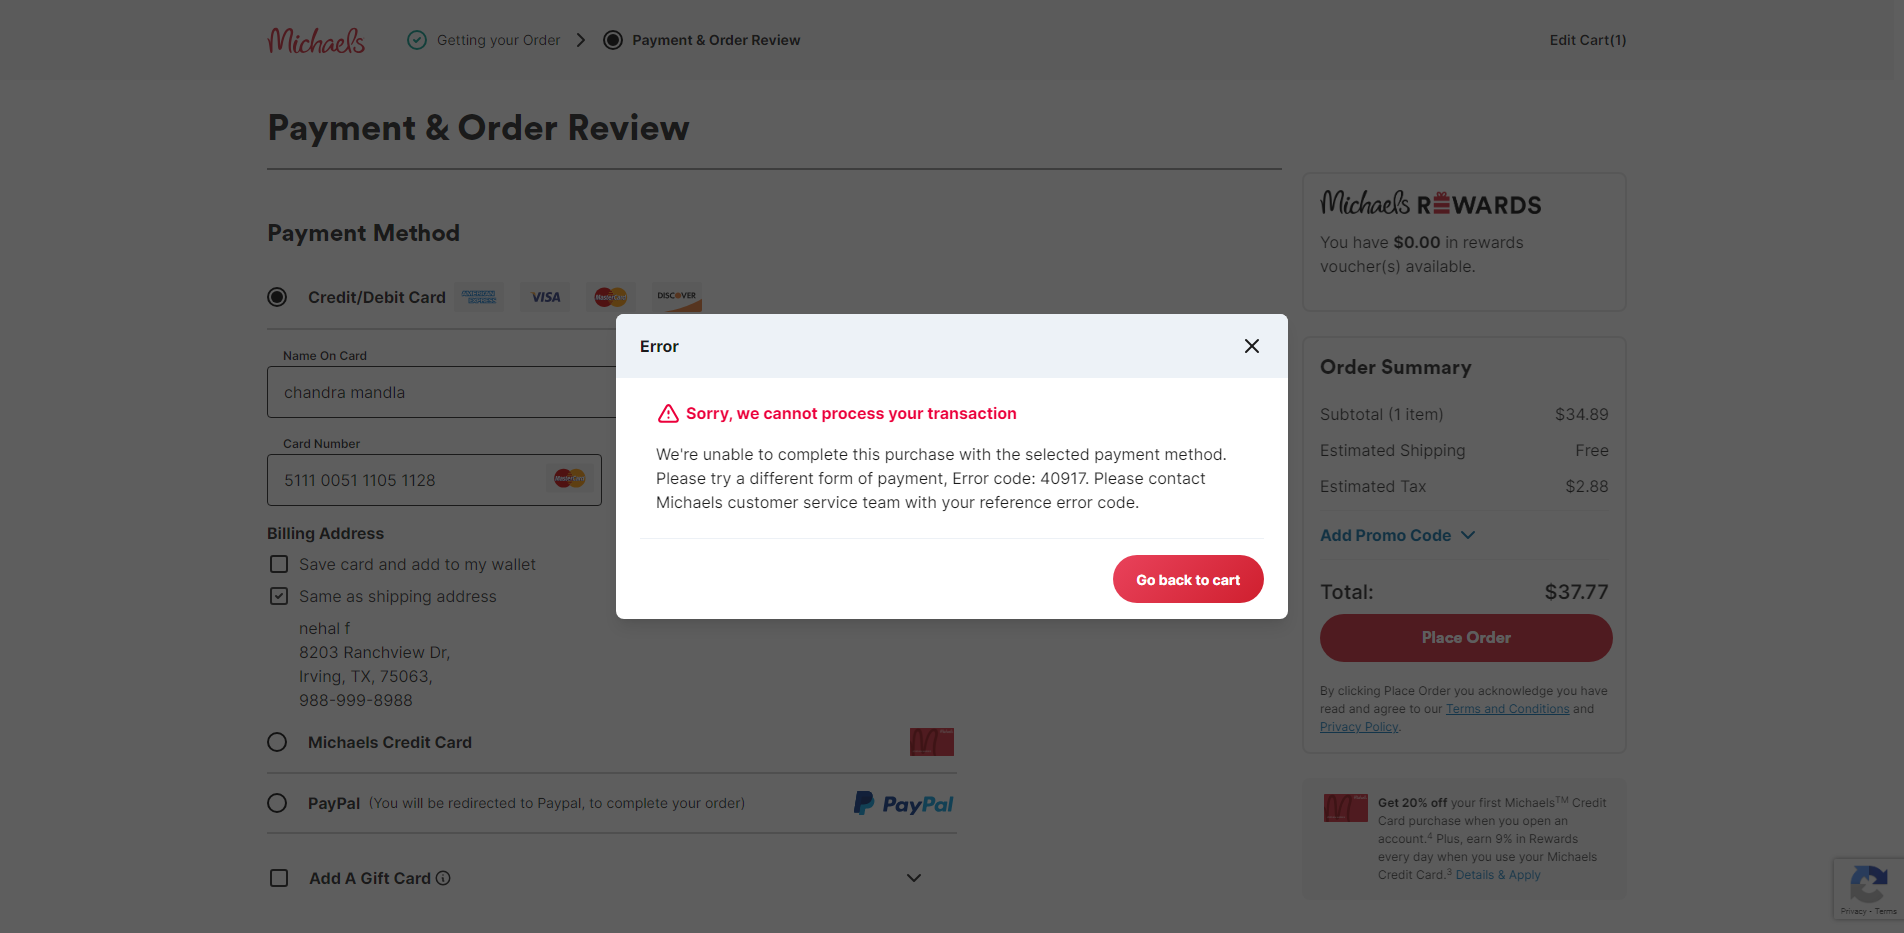 Michaels
Getting your Order
Payment & Order Review
Edit Cart(1)
Payment & Order Review
Payment Method
Credit/Debit Card
AMERICAN EXPRESS
VISA
MasterCard
DISCOVER
Name On Card
chandra mandla
Card Number
5111 0051 1105 1128
MasterCard
Billing Address
Save card and add to my wallet
Same as shipping address
nehal f
8203 Ranchview Dr,
Irving, TX, 75063,
988-999-8988
Michaels Credit Card
PayPal (You will be redirected to Paypal, to complete your order)
PayPal
Add A Gift Card
Error
Sorry, we cannot process your transaction
We're unable to complete this purchase with the selected payment method.
Please try a different form of payment, Error code: 40917. Please contact
Michaels customer service team with your reference error code.
Go back to cart
Michaels REWARDS
You have $0.00 in rewards
voucher(s) available.
Order Summary
Subtotal (1 item) $34.89
Estimated Shipping Free
Estimated Tax $2.88
Add Promo Code
Total: $37.77
Place Order
By clicking Place Order you acknowledge you have
read and agree to our Terms and Conditions and
Privacy Policy.
Get 20% off your first Michaels™ Credit
Card purchase when you open an
account.⁴ Plus, earn 9% in Rewards
every day when you use your Michaels
Credit Card.³ Details & Apply
Privacy - Terms